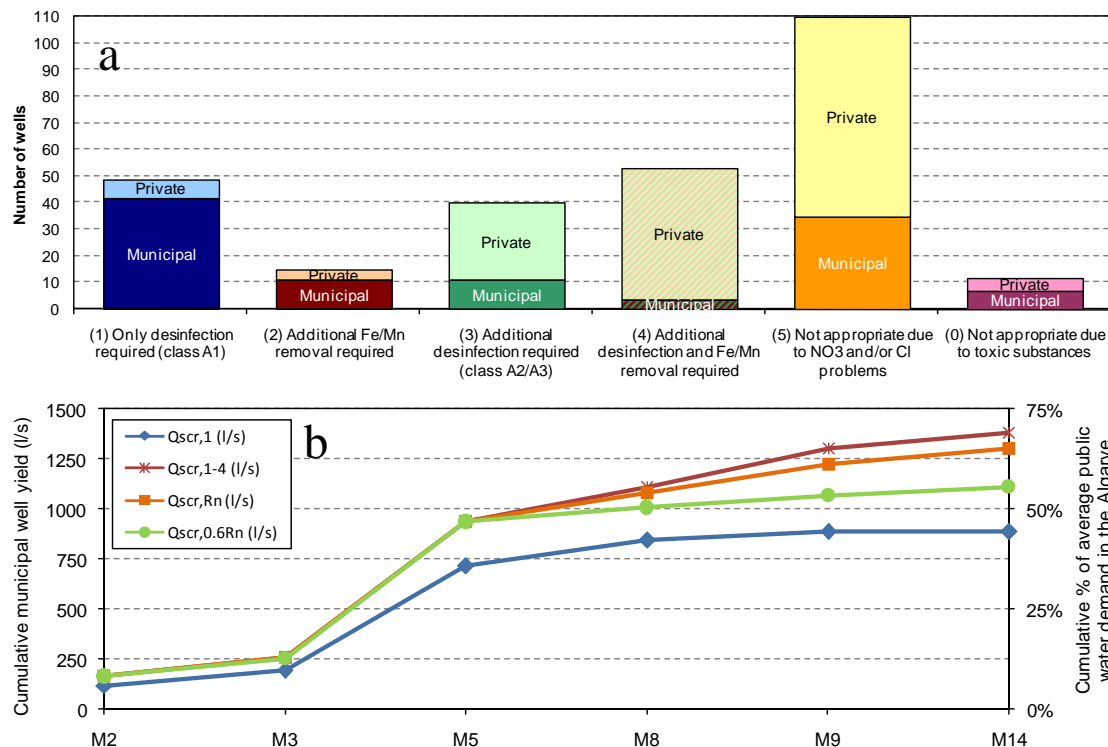 a
Number of wells
110
100
90
80
70
60
50
40
30
20
10
0
Private
Municipal
Private
Municipal
Private
Municipal
Private
Municipal
Private
Municipal
Private
Municipal
(1) Only desinfection
required (class A1)
(2) Additional Fe/Mn
removal required
(3) Additional
desinfection required
(class A2/A3)
(4) Additional
desinfection and Fe/Mn
removal required
(5) Not appropriate due
to NO3 and/or Cl
problems
(0) Not appropriate due
to toxic substances
b
Cumulative municipal well yield (l/s)
1500
1250
1000
750
500
250
0
Qscr,1 (l/s)
Qscr,1-4 (l/s)
Qscr,Rn (l/s)
Qscr,0.6Rn (l/s)
75%
50%
25%
0%
Cumulative % of average public
water demand in the Algarve
M2
M3
M5
M8
M9
M14